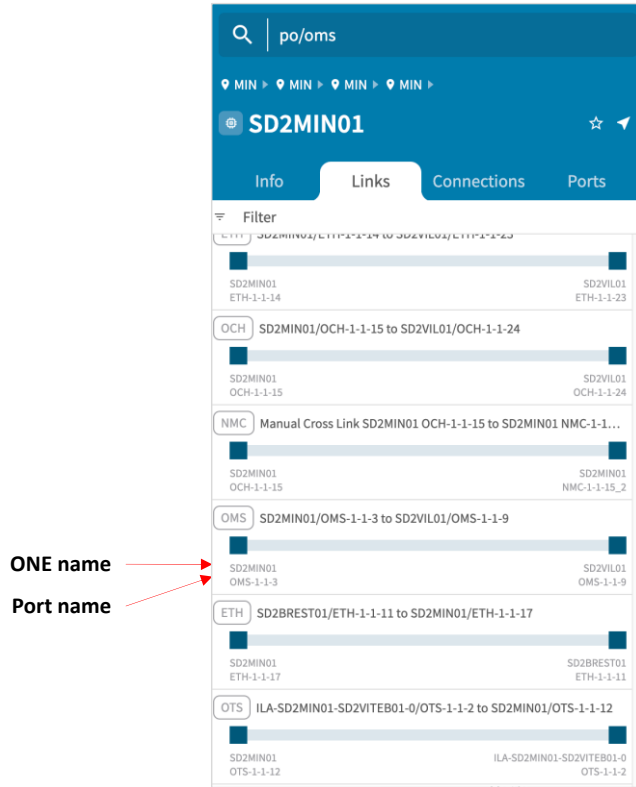 po/oms
MIN MIN MIN MIN
SD2MIN01
Info Links Connections Ports
Filter
ETH SD2MIN01/ETH-1-1-14 to SD2VIL01/ETH-1-1-23
SD2MIN01 SD2VIL01
ETH-1-1-14 ETH-1-1-23
OCH SD2MIN01/OCH-1-1-15 to SD2VIL01/OCH-1-1-24
SD2MIN01 SD2VIL01
OCH-1-1-15 OCH-1-1-24
NMC Manual Cross Link SD2MIN01 OCH-1-1-15 to SD2MIN01 NMC-1-1...
SD2MIN01 SD2MIN01
OCH-1-1-15 NMC-1-1-15_2
OMS SD2MIN01/OMS-1-1-3 to SD2VIL01/OMS-1-1-9
ONE name SD2MIN01 SD2VIL01
Port name OMS-1-1-3 OMS-1-1-9
ETH SD2BREST01/ETH-1-1-11 to SD2MIN01/ETH-1-1-17
SD2MIN01 SD2BREST01
ETH-1-1-17 ETH-1-1-11
OTS ILA-SD2MIN01-SD2VITEB01-0/OTS-1-1-2 to SD2MIN01/OTS-1-1-12
SD2MIN01 ILA-SD2MIN01-SD2VITEB01-0
OTS-1-1-12 OTS-1-1-2